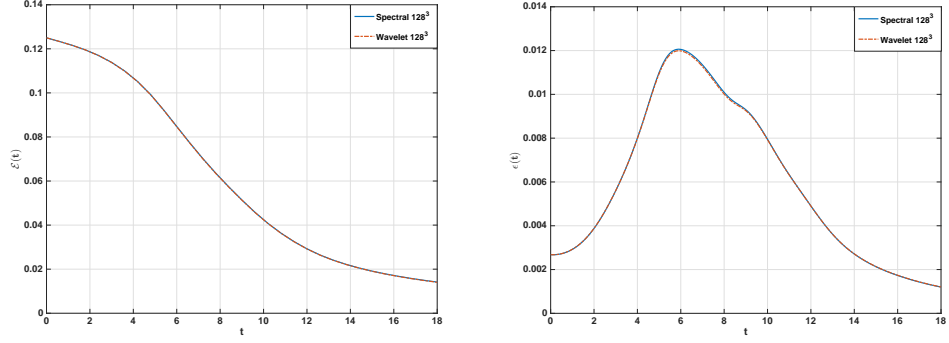 0.14
0.12
0.1
0.08
0.06
0.04
0.02
0
ℰ(t)
0 2 4 6 8 10 12 14 16 18
t
Spectral 128³
Wavelet 128³
0.014
0.012
0.01
0.008
0.006
0.004
0.002
0
ϵ(t)
0 2 4 6 8 10 12 14 16 18
t
Spectral 128³
Wavelet 128³